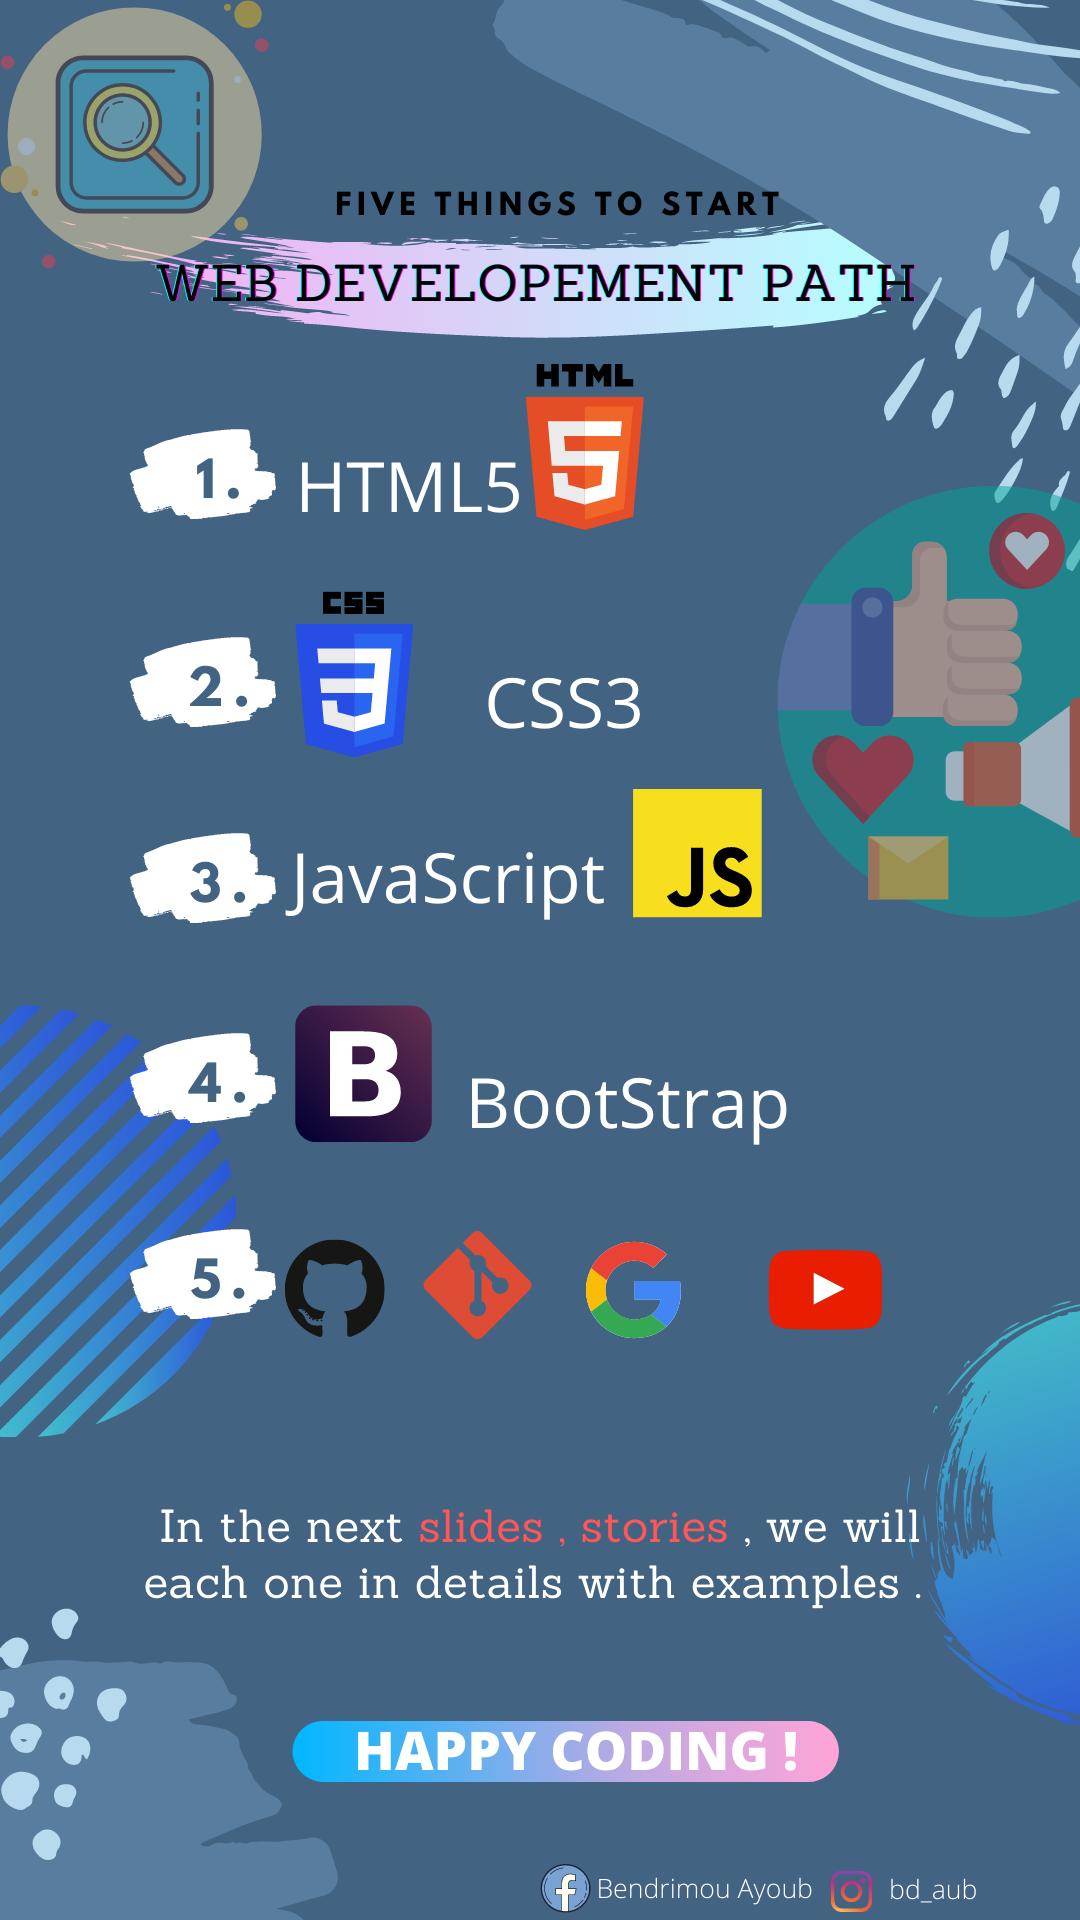 FIVE THINGS TO START
WEB DEVELOPEMENT PATH
HTML
1. HTML5
CSS
2. CSS3
3. JavaScript JS
4. B BootStrap
5.
In the next slides , stories , we will
each one in details with examples .
HAPPY CODING !
Bendrimou Ayoub bd_aub